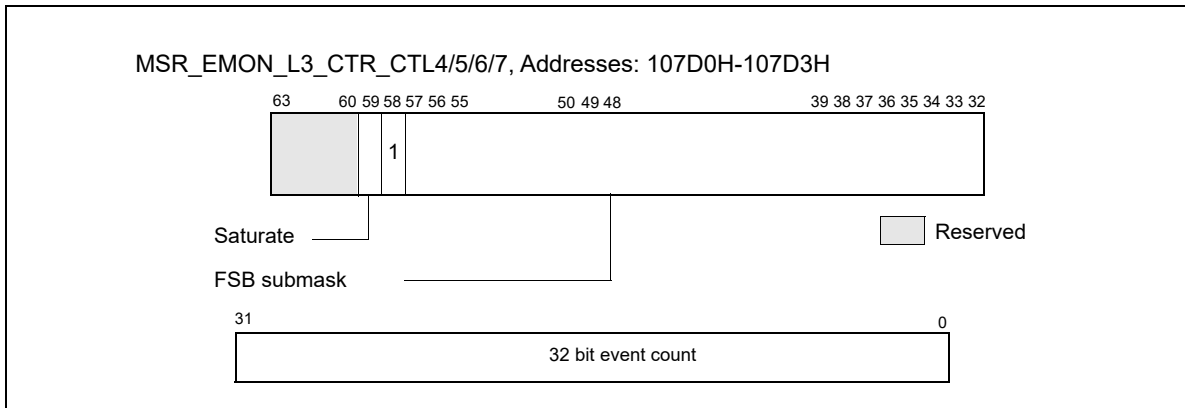 MSR_EMON_L3_CTR_CTL4/5/6/7, Addresses: 107D0H-107D3H
63 60 59 58 57 56 55 50 49 48 39 38 37 36 35 34 33 32
1
Saturate
Reserved
FSB submask
31 0
32 bit event count